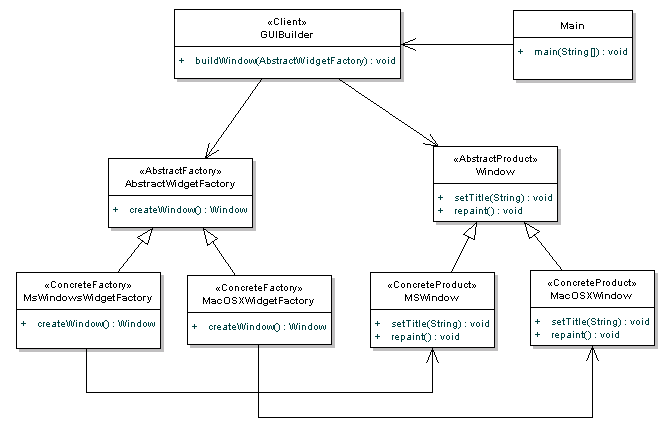 «Client»
GUIBuilder
+ buildWindow(AbstractWidgetFactory) : void
Main
+ main(String[]) : void
«AbstractFactory»
AbstractWidgetFactory
+ createWindow() : Window
«AbstractProduct»
Window
+ setTitle(String) : void
+ repaint() : void
«ConcreteFactory»
MsWindowsWidgetFactory
+ createWindow() : Window
«ConcreteFactory»
MacOSXWidgetFactory
+ createWindow() : Window
«ConcreteProduct»
MSWindow
+ setTitle(String) : void
+ repaint() : void
«ConcreteProduct»
MacOSXWindow
+ setTitle(String) : void
+ repaint() : void